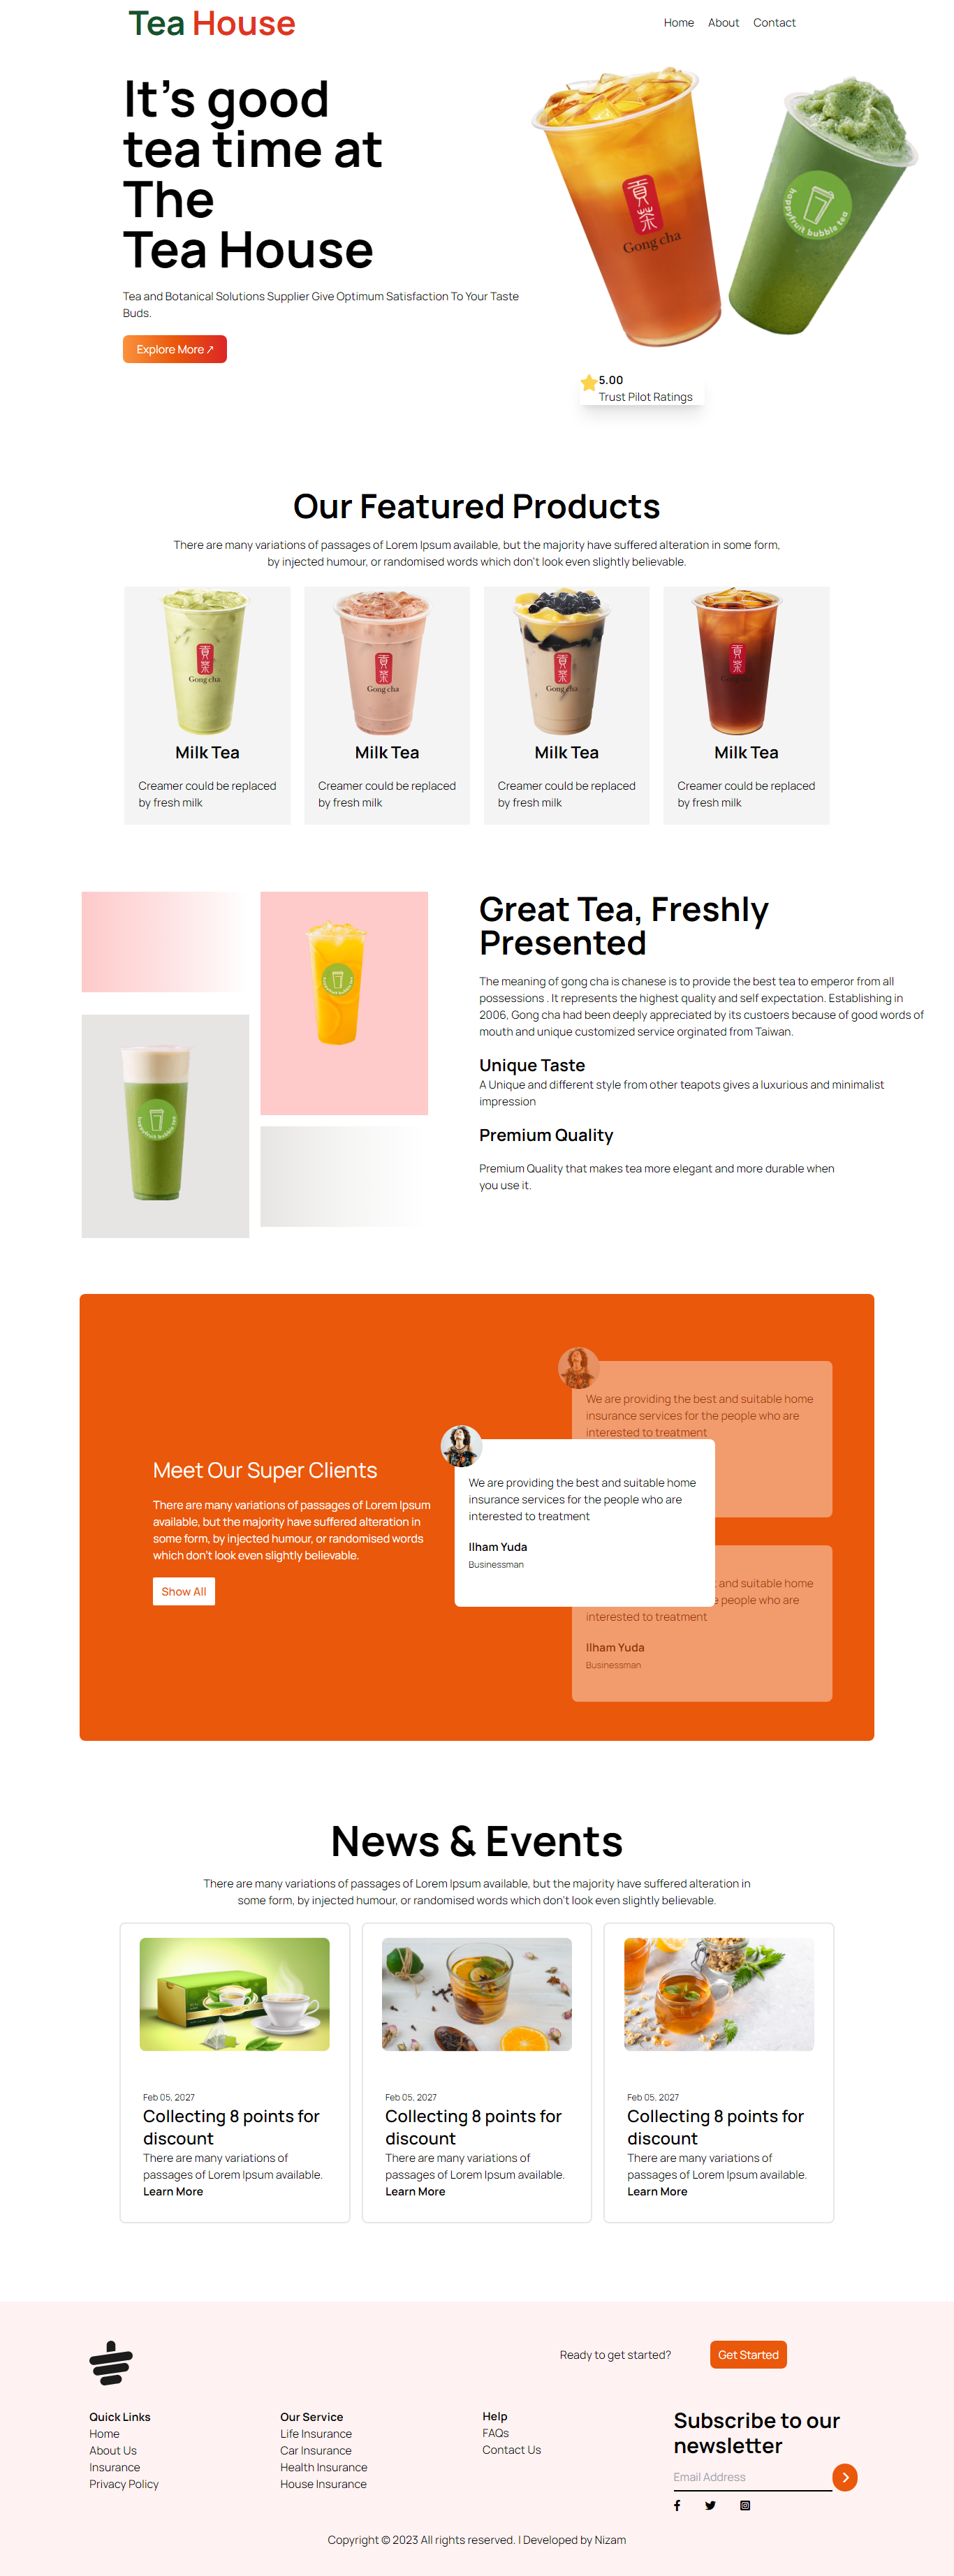 Tea House
Home About Contact
It's good
tea time at
The
Tea House
Tea and Botanical Solutions Supplier Give Optimum Satisfaction To Your Taste
Buds.
Explore More ↗
貢茶
Gong cha
happyfruit bubble tea
5.00
Trust Pilot Ratings
Our Featured Products
There are many variations of passages of Lorem Ipsum available, but the majority have suffered alteration in some form,
by injected humour, or randomised words which don't look even slightly believable.
貢茶
Gong cha
貢茶
Gong cha
貢茶
Gong cha
貢茶
Gong cha
Milk Tea
Creamer could be replaced
by fresh milk
Milk Tea
Creamer could be replaced
by fresh milk
Milk Tea
Creamer could be replaced
by fresh milk
Milk Tea
Creamer could be replaced
by fresh milk
happyfruit bubble tea
Great Tea, Freshly
Presented
The meaning of gong cha is chanese is to provide the best tea to emperor from all
possessions . It represents the highest quality and self expectation. Establishing in
2006, Gong cha had been deeply appreciated by its custoers because of good words of
mouth and unique customized service orginated from Taiwan.
Unique Taste
A Unique and different style from other teapots gives a luxurious and minimalist
impression
Premium Quality
Premium Quality that makes tea more elegant and more durable when
you use it.
Meet Our Super Clients
There are many variations of passages of Lorem Ipsum
available, but the majority have suffered alteration in
some form, by injected humour, or randomised words
which don't look even slightly believable.
Show All
We are providing the best and suitable home
insurance services for the people who are
interested to treatment
We are providing the best and suitable home
insurance services for the people who are
interested to treatment
Ilham Yuda
Businessman
and suitable home
people who are
interested to treatment
Ilham Yuda
Businessman
News & Events
There are many variations of passages of Lorem Ipsum available, but the majority have suffered alteration in
some form, by injected humour, or randomised words which don't look even slightly believable.
Feb 05, 2027
Collecting 8 points for
discount
There are many variations of
passages of Lorem Ipsum available.
Learn More
Feb 05, 2027
Collecting 8 points for
discount
There are many variations of
passages of Lorem Ipsum available.
Learn More
Feb 05, 2027
Collecting 8 points for
discount
There are many variations of
passages of Lorem Ipsum available.
Learn More
Ready to get started?
Get Started
Quick Links
Home
About Us
Insurance
Privacy Policy
Our Service
Life Insurance
Car Insurance
Health Insurance
House Insurance
Help
FAQs
Contact Us
Subscribe to our
newsletter
Email Address
Copyright © 2023 All rights reserved. | Developed by Nizam